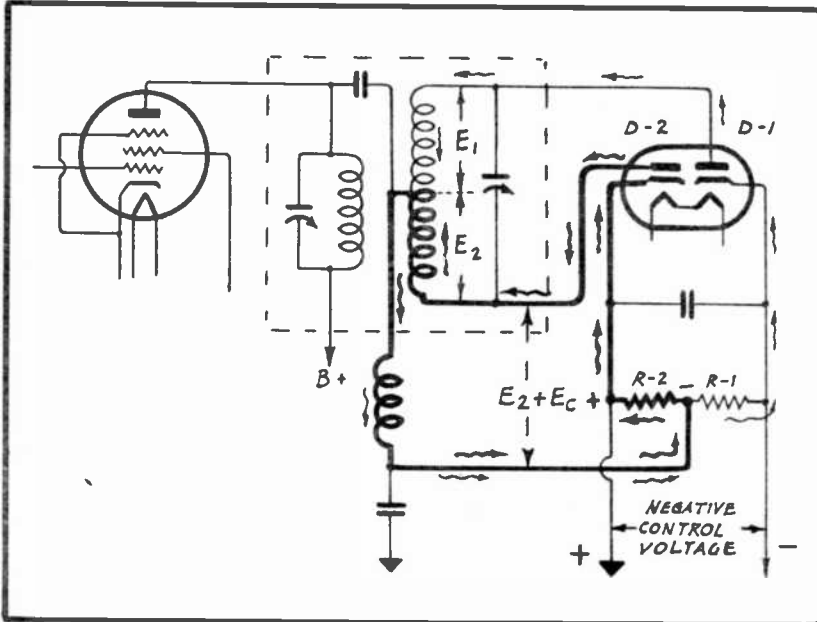 D-2 D-1
E1
E2
B+
E2+EC +
R-2 - R-1
NEGATIVE
CONTROL
VOLTAGE
+ -